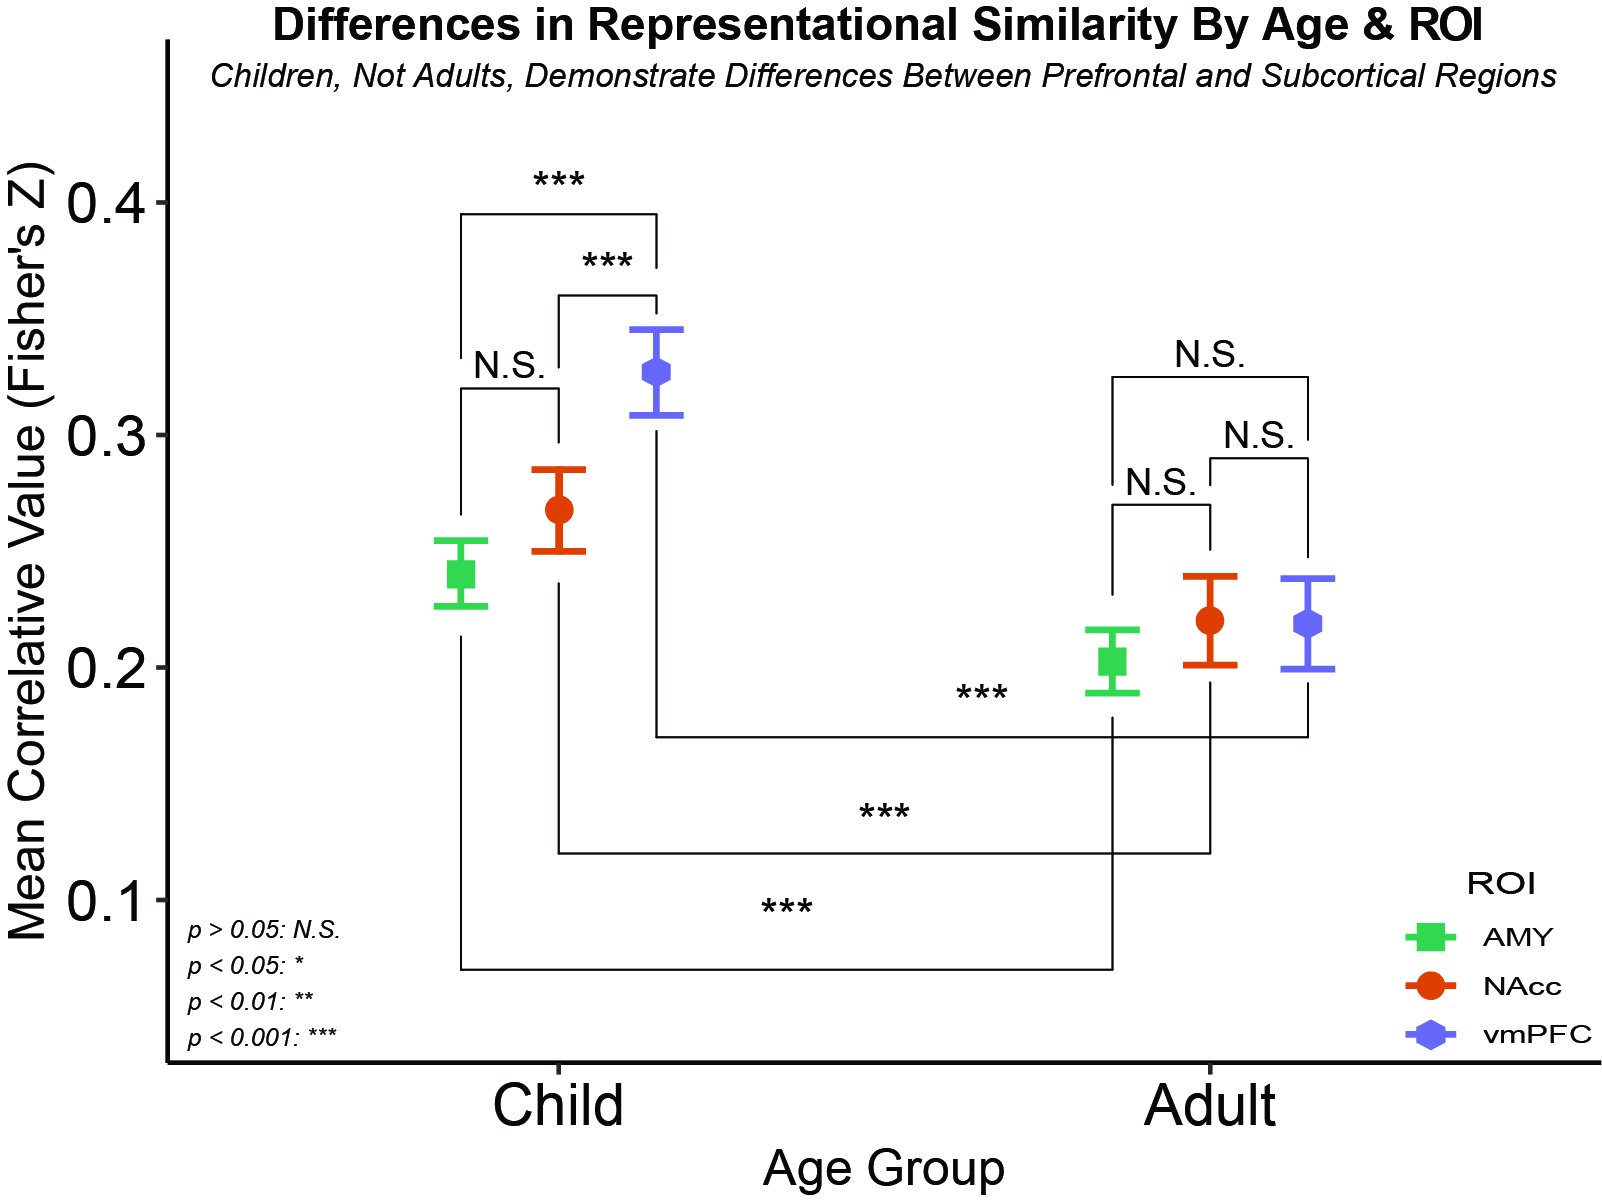 Differences in Representational Similarity By Age & ROI
Children, Not Adults, Demonstrate Differences Between Prefrontal and Subcortical Regions
Mean Correlative Value (Fisher's Z)
0.4
0.3
0.2
0.1
***
***
N.S.
N.S.
N.S.
N.S.
***
***
***
p > 0.05: N.S.
p < 0.05: *
p < 0.01: **
p < 0.001: ***
ROI
AMY
NAcc
vmPFC
Child
Adult
Age Group